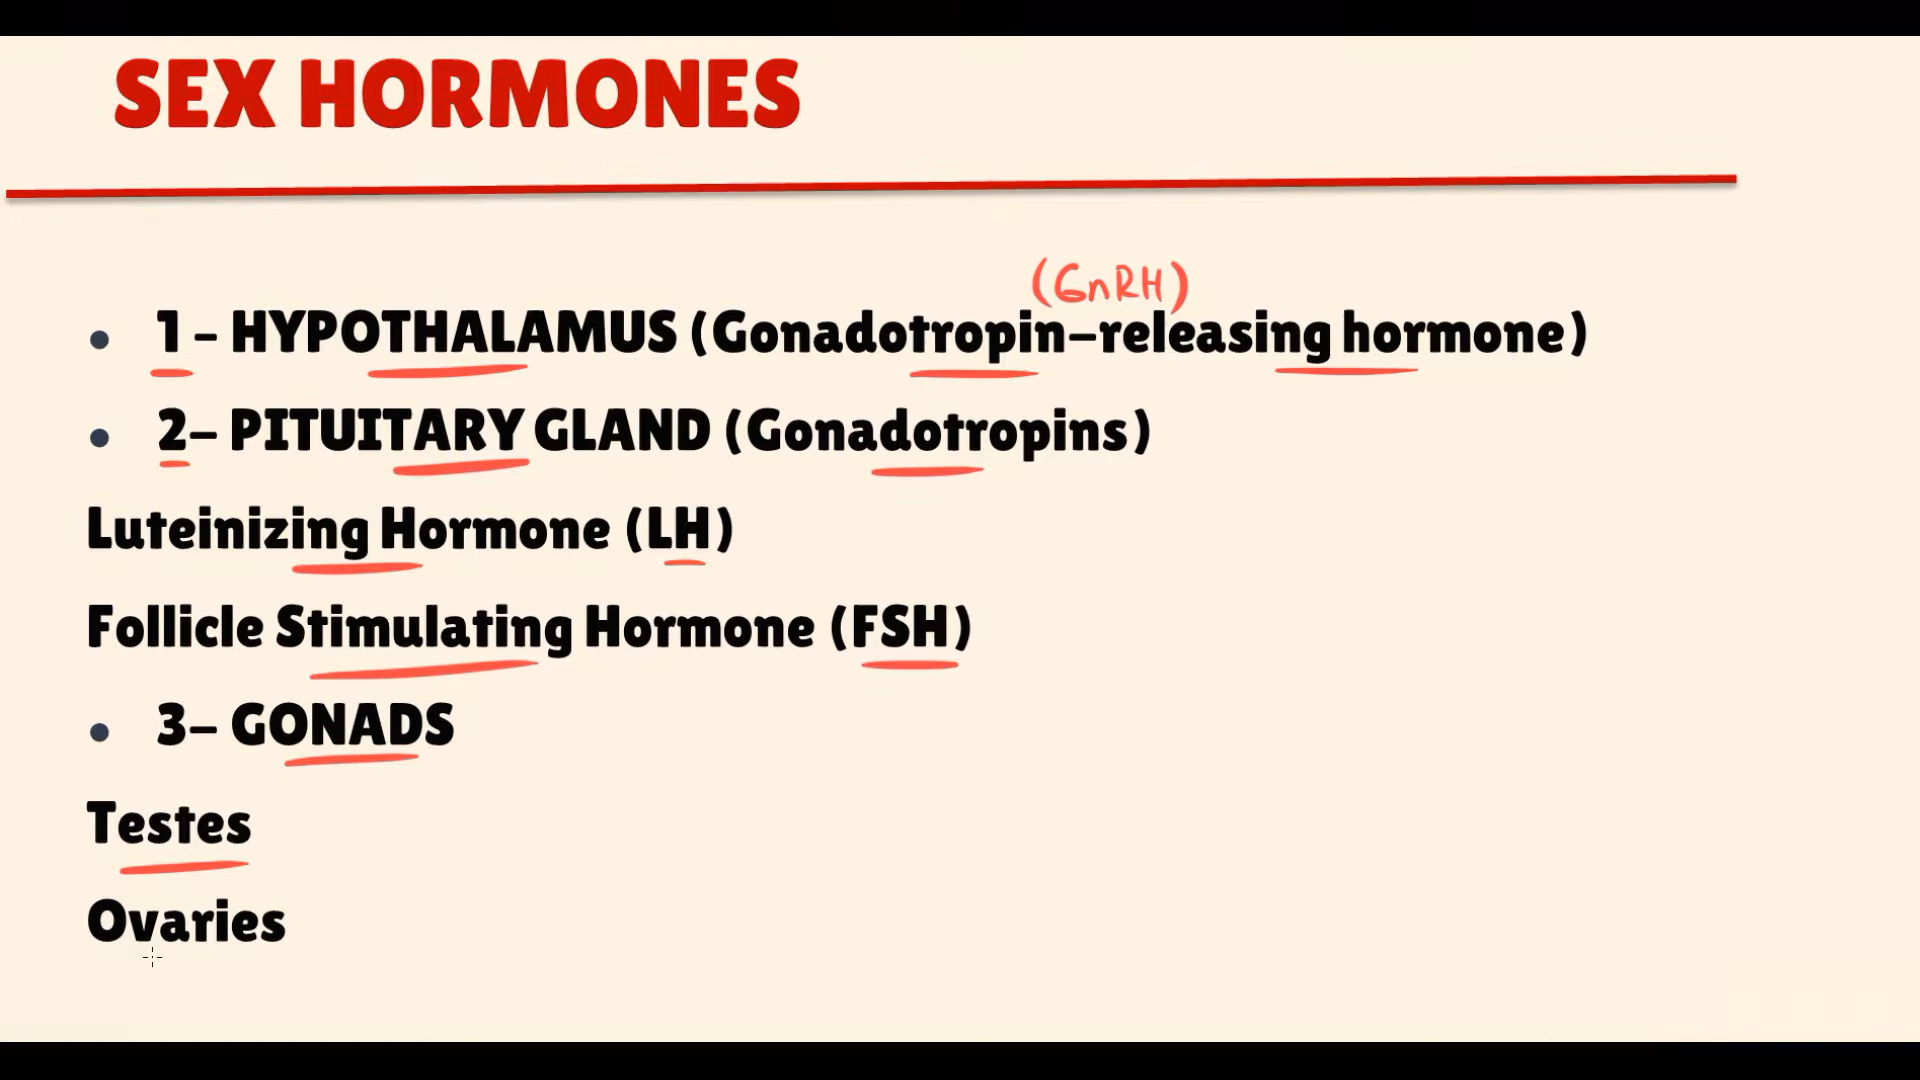 SEX HORMONES
(GnRH)
• 1- HYPOTHALAMUS (Gonadotropin-releasing hormone)
• 2- PITUITARY GLAND (Gonadotropins)
Luteinizing Hormone (LH)
Follicle Stimulating Hormone (FSH)
• 3- GONADS
Testes
Ovaries